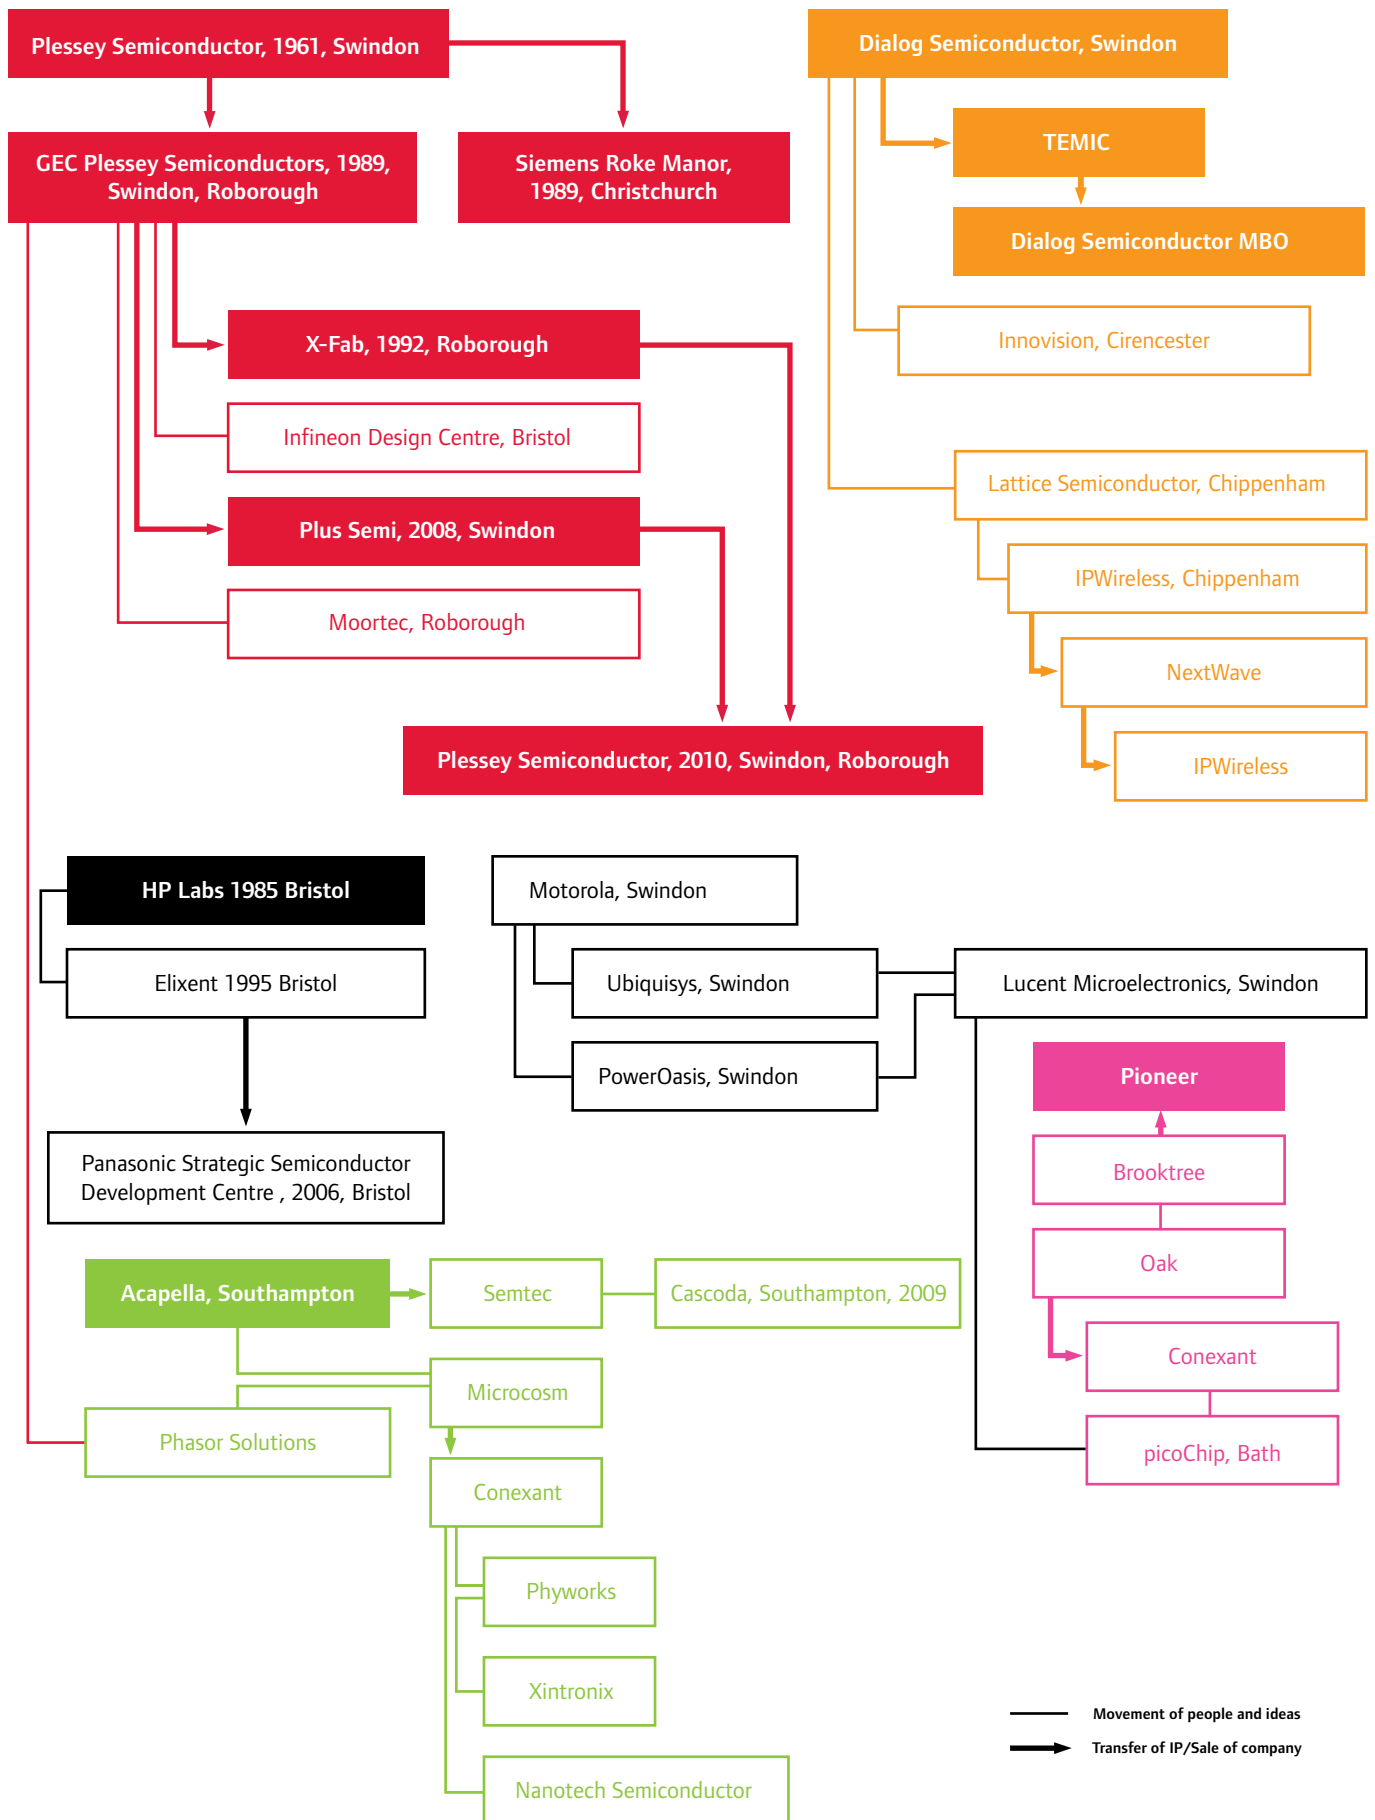 Plessey Semiconductor, 1961, Swindon
Dialog Semiconductor, Swindon
GEC Plessey Semiconductors, 1989,
Swindon, Roborough
Siemens Roke Manor,
1989, Christchurch
TEMIC
Dialog Semiconductor MBO
X-Fab, 1992, Roborough
Innovision, Cirencester
Infineon Design Centre, Bristol
Lattice Semiconductor, Chippenham
Plus Semi, 2008, Swindon
IPWireless, Chippenham
Moortec, Roborough
NextWave
Plessey Semiconductor, 2010, Swindon, Roborough
IPWireless
HP Labs 1985 Bristol
Motorola, Swindon
Elixent 1995 Bristol
Ubiquisys, Swindon
Lucent Microelectronics, Swindon
PowerOasis, Swindon
Pioneer
Panasonic Strategic Semiconductor
Development Centre , 2006, Bristol
Brooktree
Oak
Acapella, Southampton
Semtec
Cascoda, Southampton, 2009
Conexant
Microcosm
Phasor Solutions
picoChip, Bath
Conexant
Phyworks
Xintronix
Nanotech Semiconductor
Movement of people and ideas
Transfer of IP/Sale of company